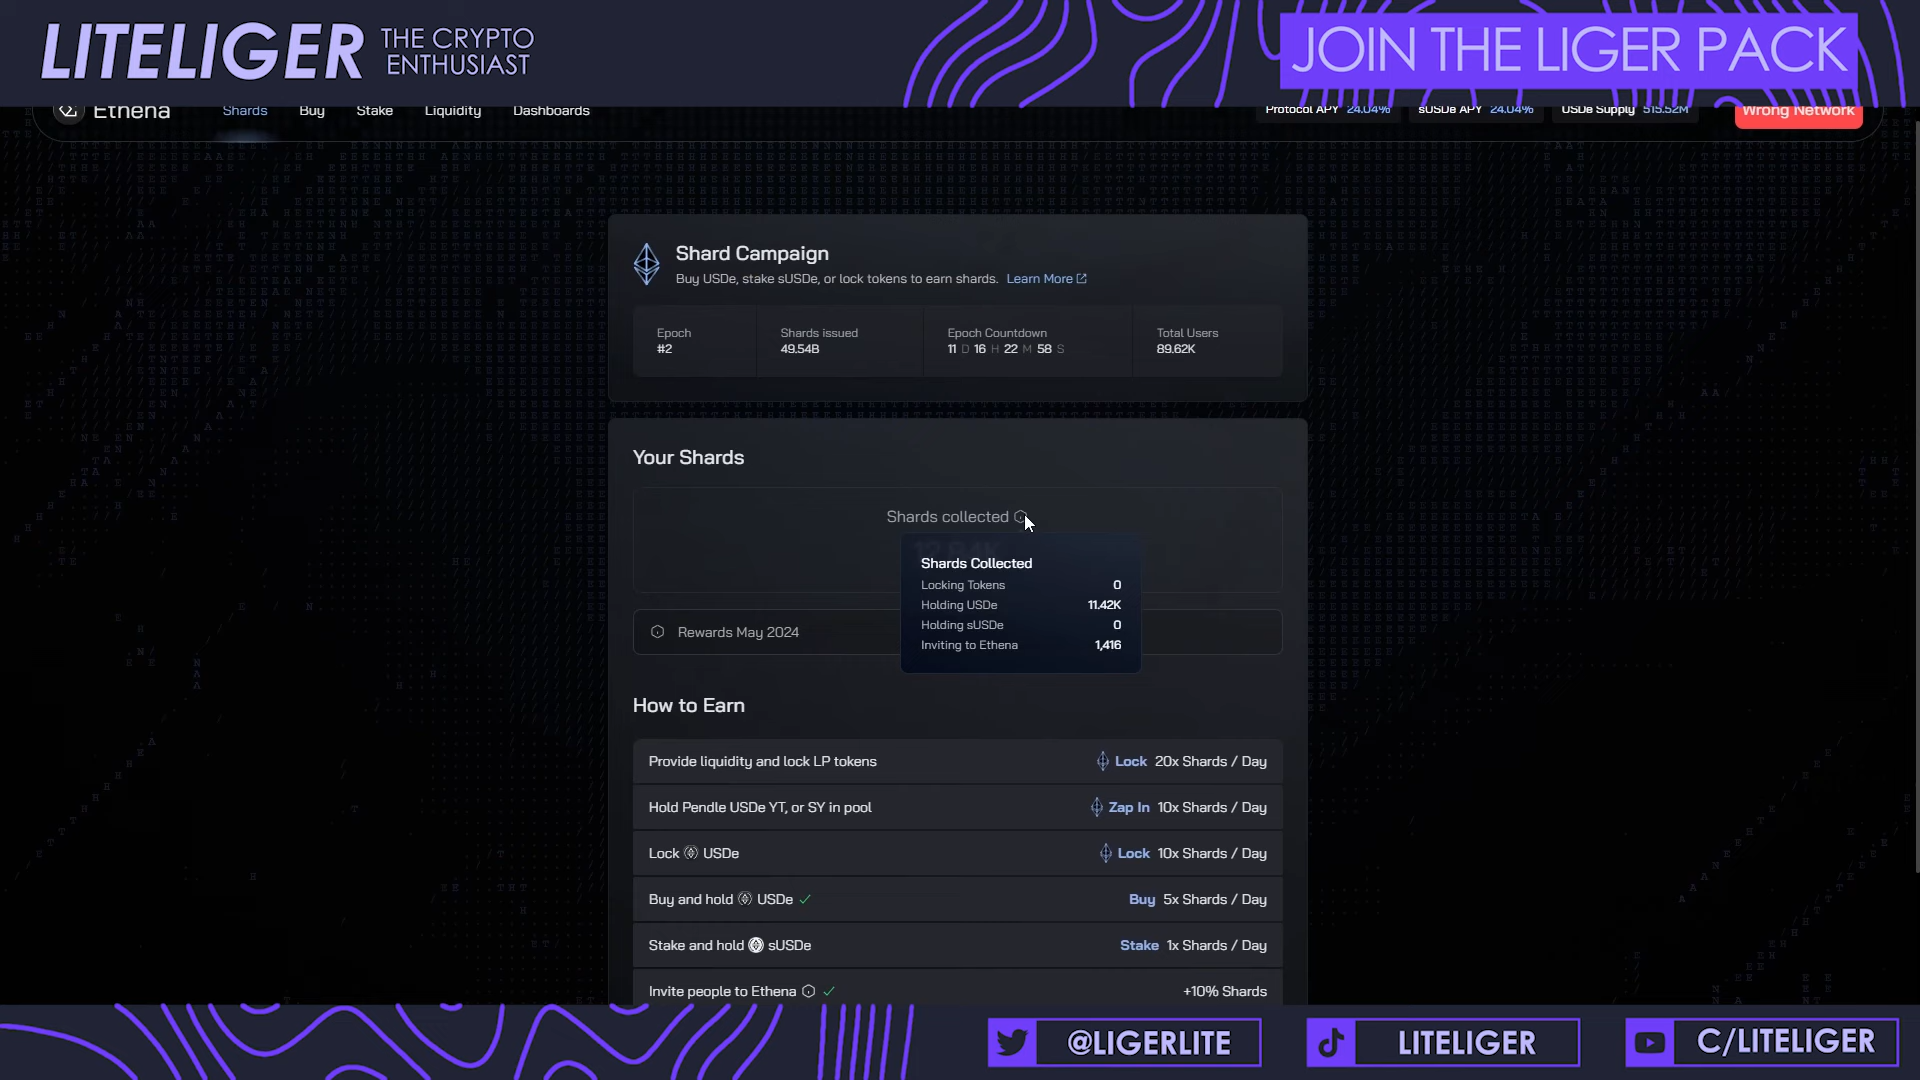 LITELIGER THE CRYPTO ENTHUSIAST
JOIN THE LIGER PACK
Ethena Shards Buy Stake Liquidity Dashboards Protocol APY 24.04% sUSDe APY 24.04% USDe Supply 515.52M Wrong Network
Shard Campaign
Buy USDe, stake sUSDe, or lock tokens to earn shards. Learn More
Epoch Shards issued Epoch Countdown Total Users
#2 49.54B 11 D 16 H 22 M 58 S 89.62K
Your Shards
Shards collected
Shards Collected
Locking Tokens 0
Holding USDe 11.42K
Holding sUSDe 0
Inviting to Ethena 1,416
Rewards May 2024
How to Earn
Provide liquidity and lock LP tokens Lock 20x Shards / Day
Hold Pendle USDe YT, or SY in pool Zap In 10x Shards / Day
Lock USDe Lock 10x Shards / Day
Buy and hold USDe Buy 5x Shards / Day
Stake and hold sUSDe Stake 1x Shards / Day
Invite people to Ethena +10% Shards
@LIGERLITE LITELIGER C/LITELIGER